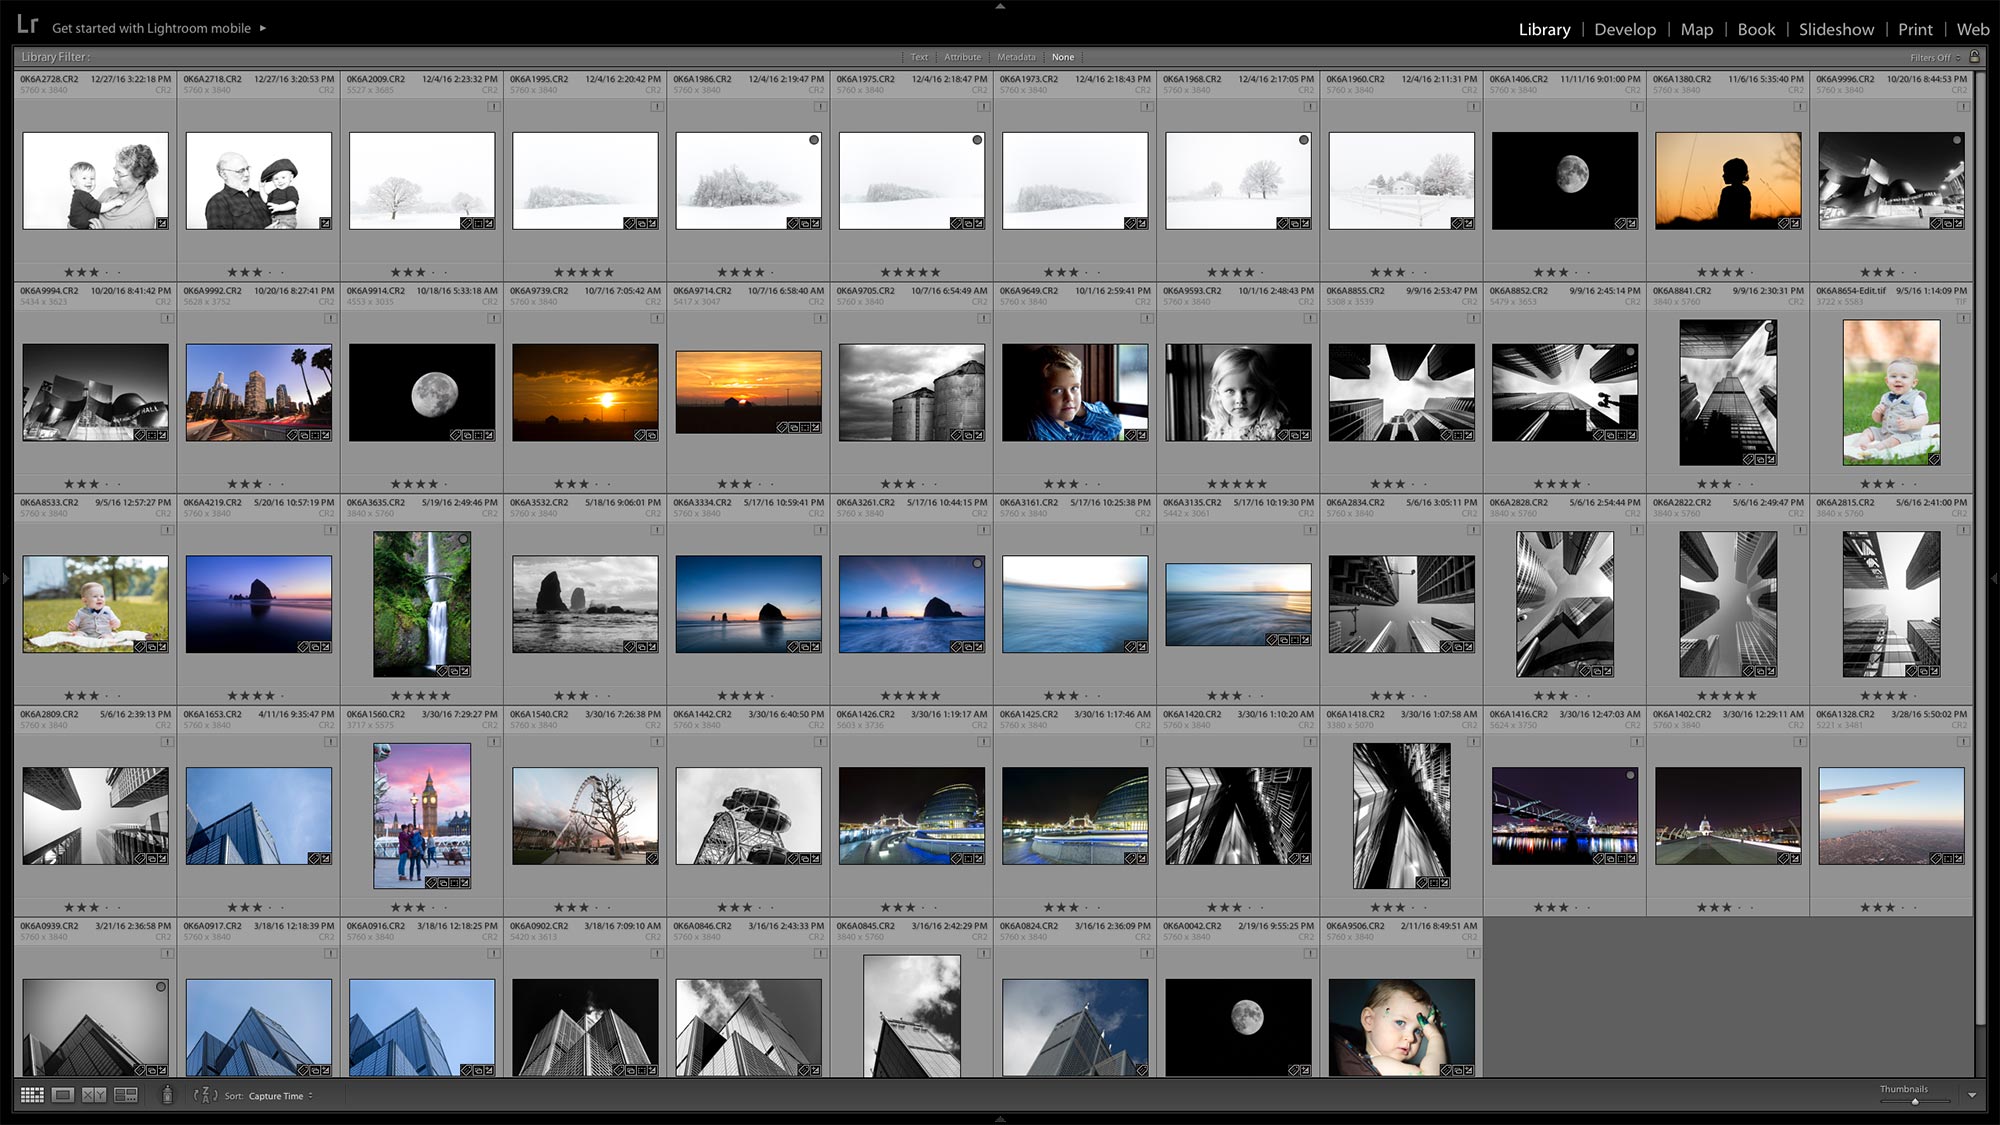 Lr Get started with Lightroom mobile
Library | Develop | Map | Book | Slideshow | Print | Web
Library Filter : Text Attribute Metadata None Filters Off
0K6A2728.CR2 12/27/16 3:22:18 PM 0K6A2718.CR2 12/27/16 3:20:53 PM 0K6A2009.CR2 12/4/16 2:23:32 PM 0K6A1995.CR2 12/4/16 2:20:42 PM 0K6A1986.CR2 12/4/16 2:19:47 PM 0K6A1975.CR2 12/4/16 2:18:47 PM 0K6A1973.CR2 12/4/16 2:18:43 PM 0K6A1968.CR2 12/4/16 2:17:05 PM 0K6A1960.CR2 12/4/16 2:11:31 PM 0K6A1406.CR2 11/11/16 9:01:00 PM 0K6A1380.CR2 11/6/16 5:35:40 PM 0K6A9996.CR2 10/20/16 8:44:53 PM
5760 x 3840 CR2 5760 x 3840 CR2 5527 x 3685 CR2 5760 x 3840 CR2 5760 x 3840 CR2 5760 x 3840 CR2 5760 x 3840 CR2 5760 x 3840 CR2 5760 x 3840 CR2 5760 x 3840 CR2 5760 x 3840 CR2 5760 x 3840 CR2
0K6A9994.CR2 10/20/16 8:41:42 PM 0K6A9992.CR2 10/20/16 8:27:41 PM 0K6A9914.CR2 10/18/16 5:33:18 AM 0K6A9739.CR2 10/7/16 7:05:42 AM 0K6A9714.CR2 10/7/16 6:58:40 AM 0K6A9705.CR2 10/7/16 6:54:49 AM 0K6A9649.CR2 10/1/16 2:59:41 PM 0K6A9593.CR2 10/1/16 2:48:43 PM 0K6A8855.CR2 9/9/16 2:53:47 PM 0K6A8852.CR2 9/9/16 2:45:14 PM 0K6A8841.CR2 9/9/16 2:30:31 PM 0K6A8654-Edit.tif 9/5/16 1:14:09 PM
5434 x 3623 CR2 5628 x 3752 CR2 4553 x 3035 CR2 5760 x 3840 CR2 5417 x 3047 CR2 5760 x 3840 CR2 5760 x 3840 CR2 5760 x 3840 CR2 5308 x 3539 CR2 5479 x 3653 CR2 3840 x 5760 CR2 3722 x 5583 TIF
HALL
0K6A8533.CR2 9/5/16 12:57:27 PM 0K6A4219.CR2 5/20/16 10:57:19 PM 0K6A3635.CR2 5/19/16 2:49:46 PM 0K6A3532.CR2 5/18/16 9:06:01 PM 0K6A3334.CR2 5/17/16 10:59:41 PM 0K6A3261.CR2 5/17/16 10:44:15 PM 0K6A3161.CR2 5/17/16 10:25:38 PM 0K6A3135.CR2 5/17/16 10:19:30 PM 0K6A2834.CR2 5/6/16 3:05:11 PM 0K6A2828.CR2 5/6/16 2:54:44 PM 0K6A2822.CR2 5/6/16 2:49:47 PM 0K6A2815.CR2 5/6/16 2:41:00 PM
5760 x 3840 CR2 5760 x 3840 CR2 3840 x 5760 CR2 5760 x 3840 CR2 5760 x 3840 CR2 5760 x 3840 CR2 5760 x 3840 CR2 5442 x 3061 CR2 5760 x 3840 CR2 3840 x 5760 CR2 3840 x 5760 CR2 3840 x 5760 CR2
0K6A2809.CR2 5/6/16 2:39:13 PM 0K6A1653.CR2 4/11/16 9:35:47 PM 0K6A1560.CR2 3/30/16 7:29:27 PM 0K6A1540.CR2 3/30/16 7:26:38 PM 0K6A1442.CR2 3/30/16 6:40:50 PM 0K6A1426.CR2 3/30/16 1:19:17 AM 0K6A1425.CR2 3/30/16 1:17:46 AM 0K6A1420.CR2 3/30/16 1:10:20 AM 0K6A1418.CR2 3/30/16 1:07:58 AM 0K6A1416.CR2 3/30/16 12:47:03 AM 0K6A1402.CR2 3/30/16 12:29:11 AM 0K6A1328.CR2 3/28/16 5:50:02 PM
5760 x 3840 CR2 5760 x 3840 CR2 3717 x 5575 CR2 5760 x 3840 CR2 5760 x 3840 CR2 5603 x 3736 CR2 5760 x 3840 CR2 5760 x 3840 CR2 3380 x 5070 CR2 5624 x 3750 CR2 5760 x 3840 CR2 5221 x 3481 CR2
0K6A0939.CR2 3/21/16 2:36:58 PM 0K6A0917.CR2 3/18/16 12:18:39 PM 0K6A0916.CR2 3/18/16 12:18:25 PM 0K6A0902.CR2 3/18/16 7:09:10 AM 0K6A0846.CR2 3/16/16 2:43:33 PM 0K6A0845.CR2 3/16/16 2:42:29 PM 0K6A0824.CR2 3/16/16 2:36:09 PM 0K6A0042.CR2 2/19/16 9:55:25 PM 0K6A9506.CR2 2/11/16 8:49:51 AM
5760 x 3840 CR2 5760 x 3840 CR2 5760 x 3840 CR2 5420 x 3613 CR2 5760 x 3840 CR2 3840 x 5760 CR2 5760 x 3840 CR2 5760 x 3840 CR2 5760 x 3840 CR2
XY Sort: Capture Time Thumbnails